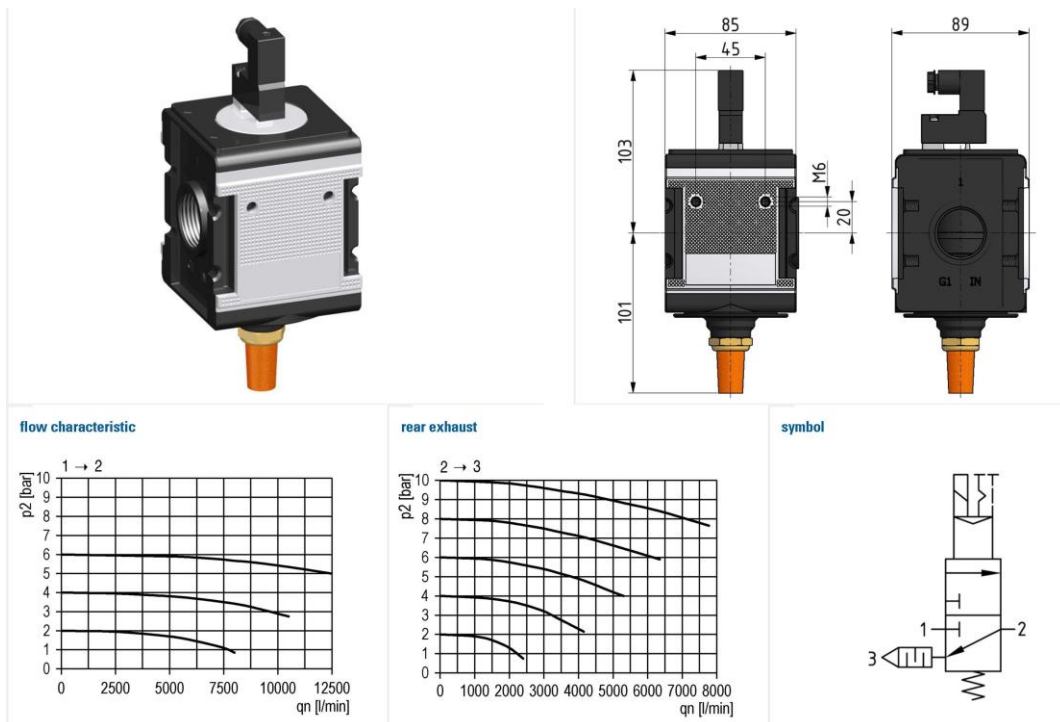 85
45
103
M6
20
101
89
1
G1 IN
flow characteristic
1 → 2
p2 [bar]
10
9
8
7
6
5
4
3
2
1
0
0 2500 5000 7500 10000 12500
qn [l/min]
rear exhaust
2 → 3
p2 [bar]
10
9
8
7
6
5
4
3
2
1
0
0 1000 2000 3000 4000 5000 6000 7000 8000
qn [l/min]
symbol
1 2
3